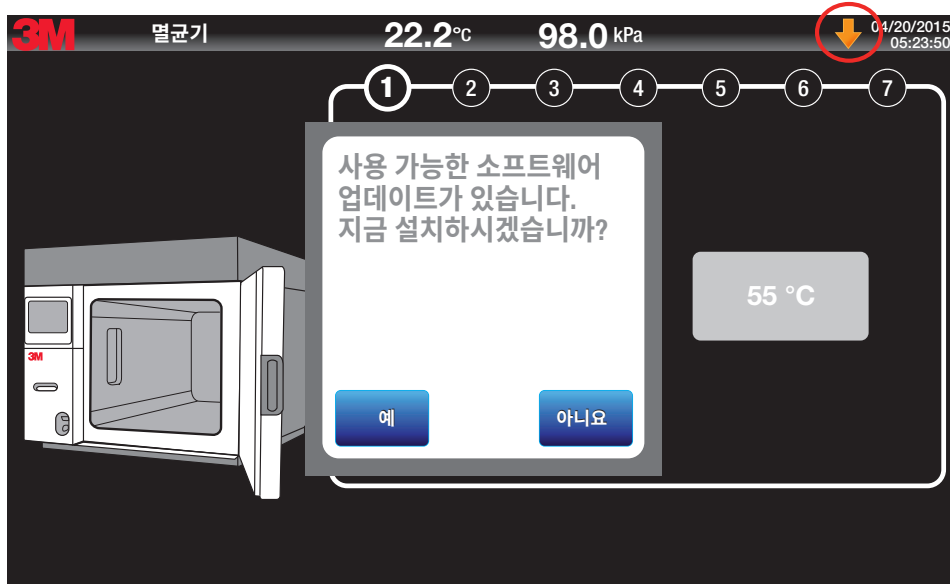 3M 멸균기 22.2°C 98.0 kPa 04/20/2015
05:23:50
1 2 3 4 5 6 7
사용 가능한 소프트웨어
업데이트가 있습니다.
지금 설치하시겠습니까?
55 °C
3M
예 아니요